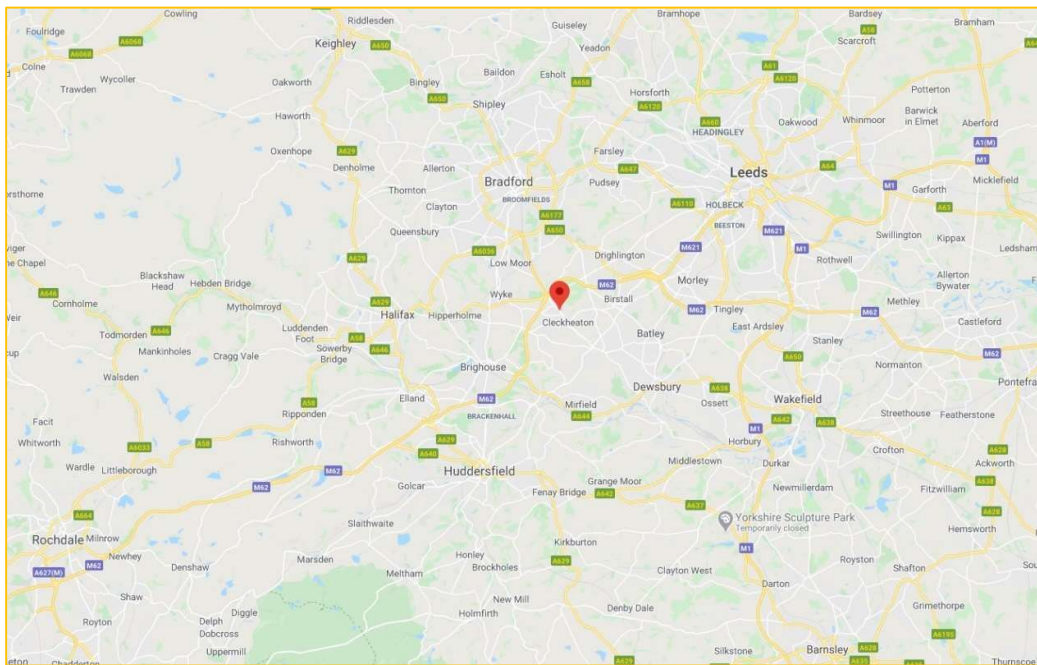 Cowling
Bramhope
Bardsey
Foulridge
A6068
Riddlesden
Guiseley
A58
Bramham
A6068
Keighley
A650
Yeadon
Scarcroft
Colne
Wycoller
Baildon
Esholt
A61
Trawden
Oakworth
Bingley
A658
A6120
Potterton
A650
Shipley
Horsforth
Haworth
A6120
A660
Oakwood
Whinmoor
Barwick
in Elmet
Aberford
HEADINGLEY
A1(M)
Oxenhope
A629
Farsley
M1
Denholme
Allerton
A647
Leeds
A64
Bradford
Pudsey
M1
Garforth
Micklefield
Thornton
BROOMFIELDS
A6110
HOLBECK
A63
Clayton
A6177
BEESTON
Queensbury
A650
M621
Swillington
Kippax
A6036
M621
M1
Ledsham
A629
Low Moor
Drighlington
Rothwell
Blackshaw
Head
Hebden Bridge
Morley
Allerton
Bywater
A646
Wyke
M62
Birstall
Cornholme
Mytholmroyd
A629
Halifax
Hipperholme
M62
Tingley
Methley
M62
Castleford
Todmorden
A646
Luddenden
Foot
Cleckheaton
Batley
East Ardsley
Mankinholes
A58
Sowerby
Bridge
A646
Stanley
M62
Cragg Vale
A650
Walsden
Brighouse
Normanton
Elland
Dewsbury
A638
Wakefield
A58
M62
Mirfield
Ossett
Ripponden
BRACKENHALL
A644
Streethouse
Featherstone
Facit
A642
A638
M1
Whitworth
A6033
A58
Rishworth
A629
Horbury
A640
Crofton
A628
Wardle
Littleborough
M62
Huddersfield
Middlestown
Durkar
Ackworth
M62
Golcar
Grange Moor
A638
Fenay Bridge
A642
Newmillerdam
Fitzwilliam
A637
A628
A664
Slaithwaite
Yorkshire Sculpture Park
Temporarily closed
Rochdale
Milnrow
Hemsworth
Kirkburton
M1
Newhey
Marsden
Honley
Brockholes
A629
Royston
A627(M)
M62
Denshaw
Meltham
Clayton West
Shafton
Darton
Shaw
New Mill
Denby Dale
Grimethorpe
Diggle
Holmfirth
Royton
Delph
Dobcross
A6195
Uppermill
Silkstone
Barnsley
A628
A629
A635
Thurnscoe